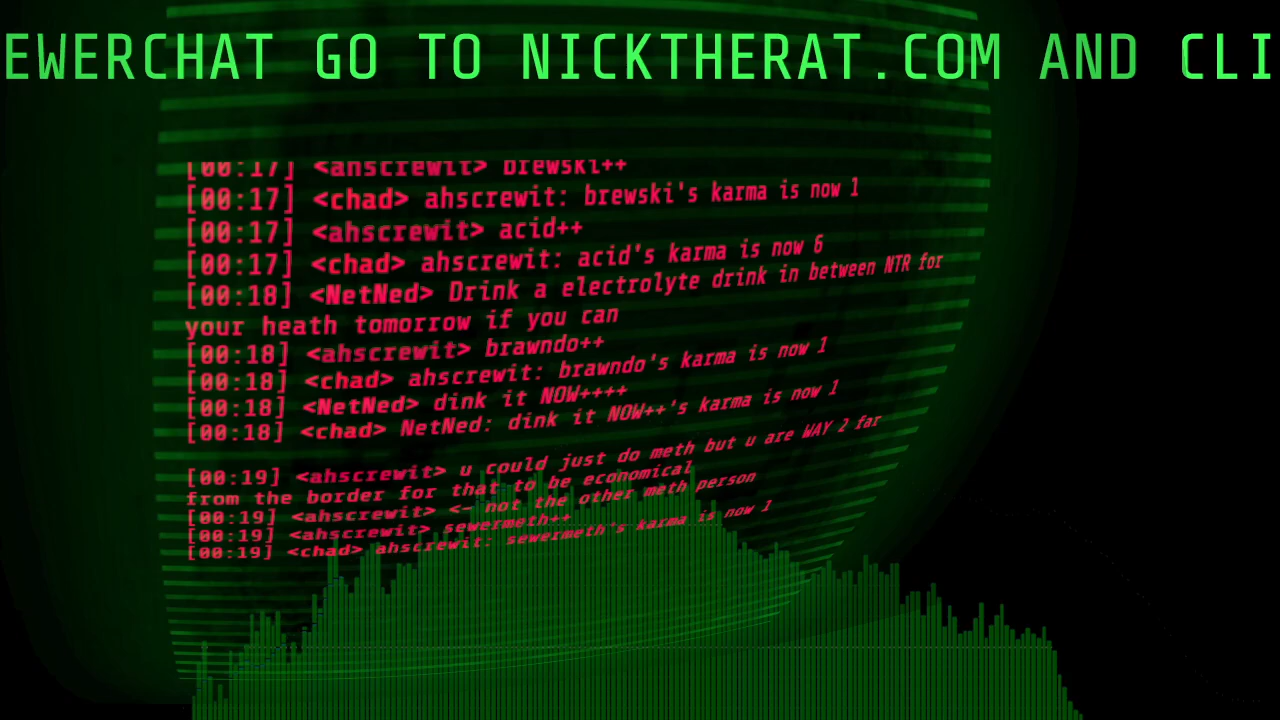 EWERCHAT GO TO NICKTHERAT.COM AND CLI
[00:17] <ahscrewit> brewski++
[00:17] <chad> ahscrewit: brewski's karma is now 1
[00:17] <ahscrewit> acid++
[00:17] <chad> ahscrewit: acid's karma is now 6
[00:18] <NetNed> Drink a electrolyte drink in between NTR for
your heath tomorrow if you can
[00:18] <ahscrewit> brawndo++
[00:18] <chad> ahscrewit: brawndo's karma is now 1
[00:18] <NetNed> dink it NOW++++
[00:18] <chad> NetNed: dink it NOW++'s karma is now 1
[00:19] <ahscrewit> u could just do meth but u are WAY 2 far
from the border for that to be economical
[00:19] <ahscrewit> <- not the other meth person
[00:19] <ahscrewit> sewermeth++
[00:19] <chad> ahscrewit: sewermeth's karma is now 1